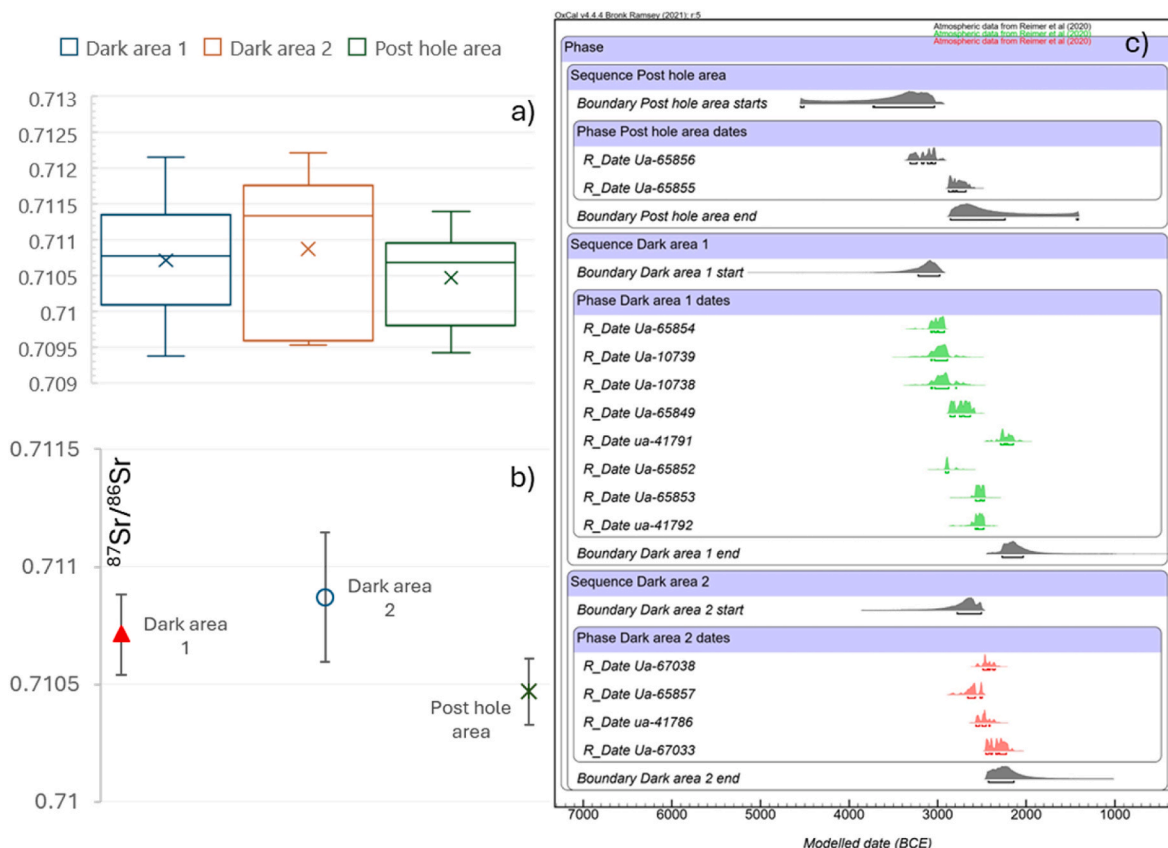 Dark area 1 Dark area 2 Post hole area
a)
0.713
0.7125
0.712
0.7115
0.711
0.7105
0.71
0.7095
0.709
b)
0.7115
0.711
0.7105
0.71
87Sr/86Sr
Dark area
1
Dark area
2
Post hole
area
OxCal v4.4.4 Bronk Ramsey (2021); r:5
Atmospheric data from Reimer et al (2020)
Atmospheric data from Reimer et al (2020)
Atmospheric data from Reimer et al (2020)
c)
Phase
Sequence Post hole area
Boundary Post hole area starts
Phase Post hole area dates
R_Date Ua-65856
R_Date Ua-65855
Boundary Post hole area end
Sequence Dark area 1
Boundary Dark area 1 start
Phase Dark area 1 dates
R_Date Ua-65854
R_Date Ua-10739
R_Date Ua-10738
R_Date Ua-65849
R_Date ua-41791
R_Date Ua-65852
R_Date Ua-65853
R_Date ua-41792
Boundary Dark area 1 end
Sequence Dark area 2
Boundary Dark area 2 start
Phase Dark area 2 dates
R_Date Ua-67038
R_Date Ua-65857
R_Date ua-41786
R_Date Ua-67033
Boundary Dark area 2 end
7000 6000 5000 4000 3000 2000 1000
Modelled date (BCE)